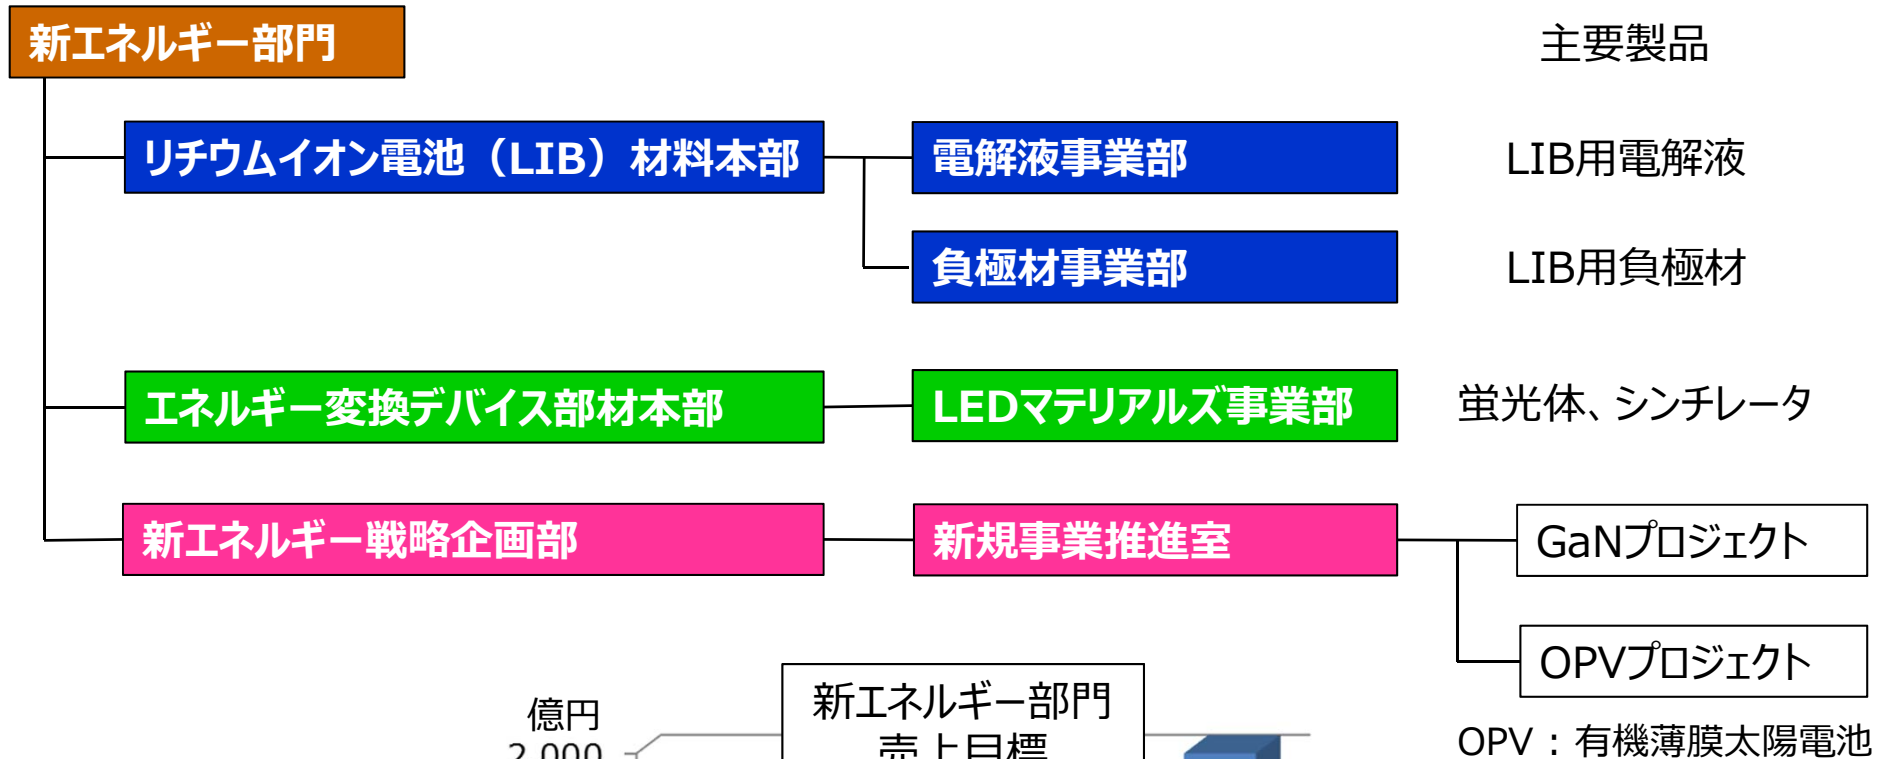 新エネルギー部門
主要製品
リチウムイオン電池（LIB）材料本部
電解液事業部
LIB用電解液
負極材事業部
LIB用負極材
エネルギー変換デバイス部材本部
LEDマテリアルズ事業部
蛍光体、シンチレータ
新エネルギー戦略企画部
新規事業推進室
GaNプロジェクト
OPVプロジェクト
OPV：有機薄膜太陽電池
新エネルギー部門
売上目標
億円
2,000